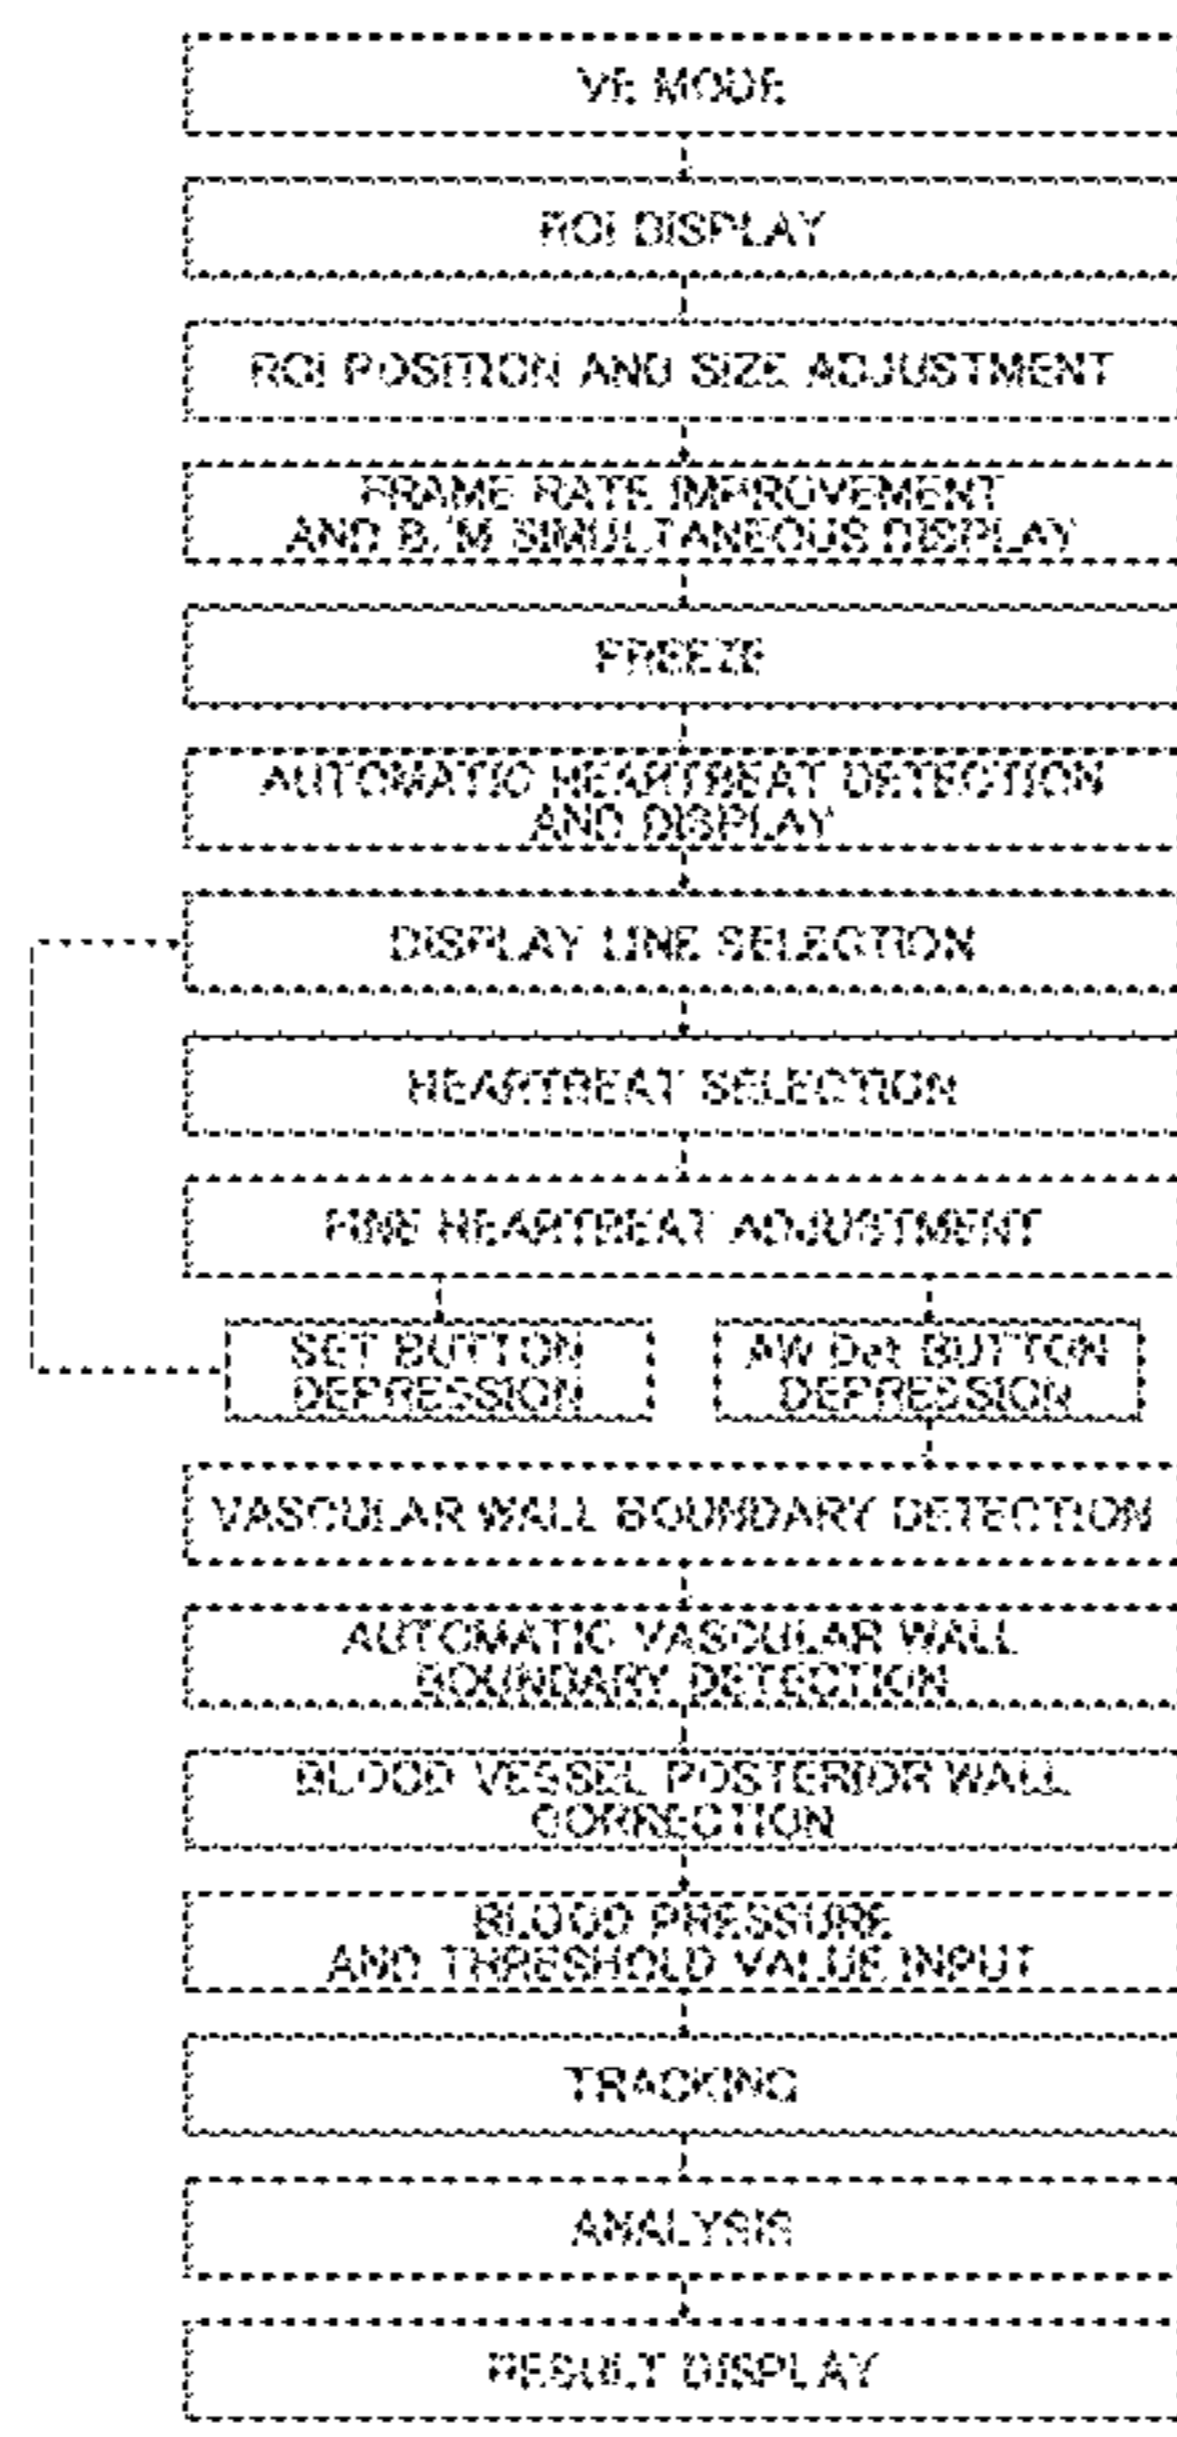 VE MODE
ROI DISPLAY
ROI POSITION AND SIZE ADJUSTMENT
FRAME RATE IMPROVEMENT
AND B/M SIMULTANEOUS DISPLAY
FREEZE
AUTOMATIC HEARTBEAT DETECTION
AND DISPLAY
DISPLAY LINE SELECTION
HEARTBEAT SELECTION
FINE HEARTBEAT ADJUSTMENT
SET BUTTON
DEPRESSION
AW Det BUTTON
DEPRESSION
VASCULAR WALL BOUNDARY DETECTION
AUTOMATIC VASCULAR WALL
BOUNDARY DETECTION
BLOOD VESSEL POSTERIOR WALL
CORRECTION
BLOOD PRESSURE
AND THRESHOLD VALUE INPUT
TRACKING
ANALYSIS
RESULT DISPLAY